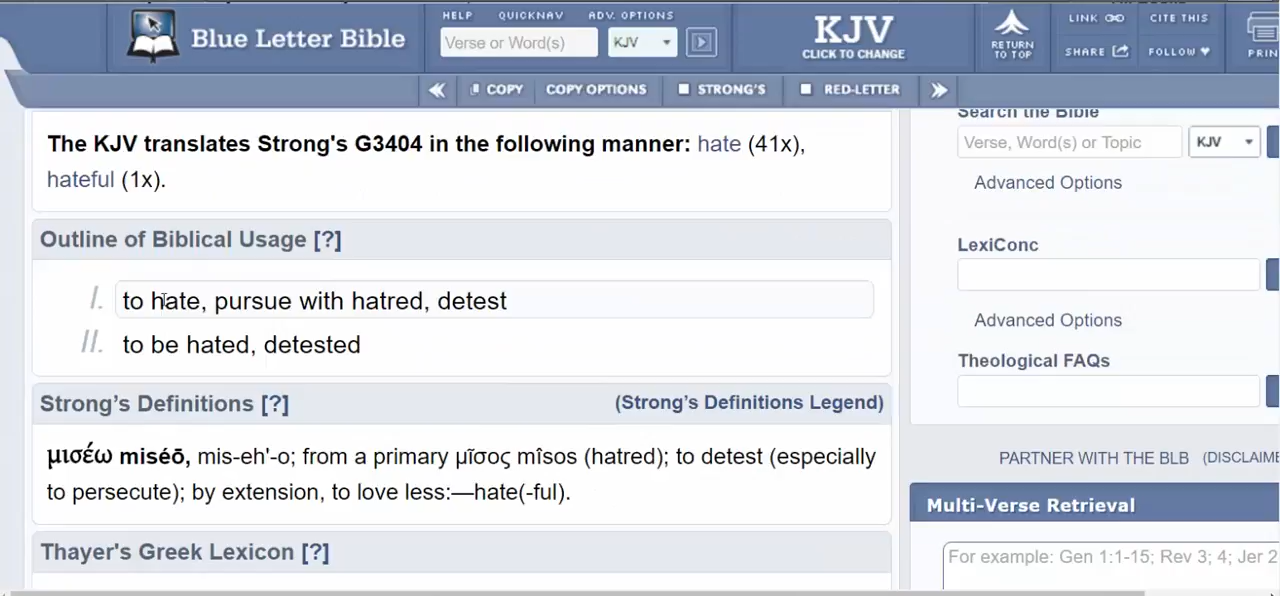 HELP QUICKNAV ADV. OPTIONS
Blue Letter Bible
Verse or Word(s) KJV
KJV
CLICK TO CHANGE
RETURN
TO TOP
LINK CITE THIS
SHARE FOLLOW
PRIN
COPY COPY OPTIONS STRONG'S RED-LETTER
The KJV translates Strong's G3404 in the following manner: hate (41x),
hateful (1x).
Outline of Biblical Usage [?]
I. to hate, pursue with hatred, detest
II. to be hated, detested
Strong’s Definitions [?] (Strong’s Definitions Legend)
μισέω miséō, mis-eh'-o; from a primary μῖσος mîsos (hatred); to detest (especially
to persecute); by extension, to love less:—hate(-ful).
Thayer's Greek Lexicon [?]
Search the Bible
Verse, Word(s) or Topic KJV
Advanced Options
LexiConc
Advanced Options
Theological FAQs
PARTNER WITH THE BLB (DISCLAIME
Multi-Verse Retrieval
For example: Gen 1:1-15; Rev 3; 4; Jer 2